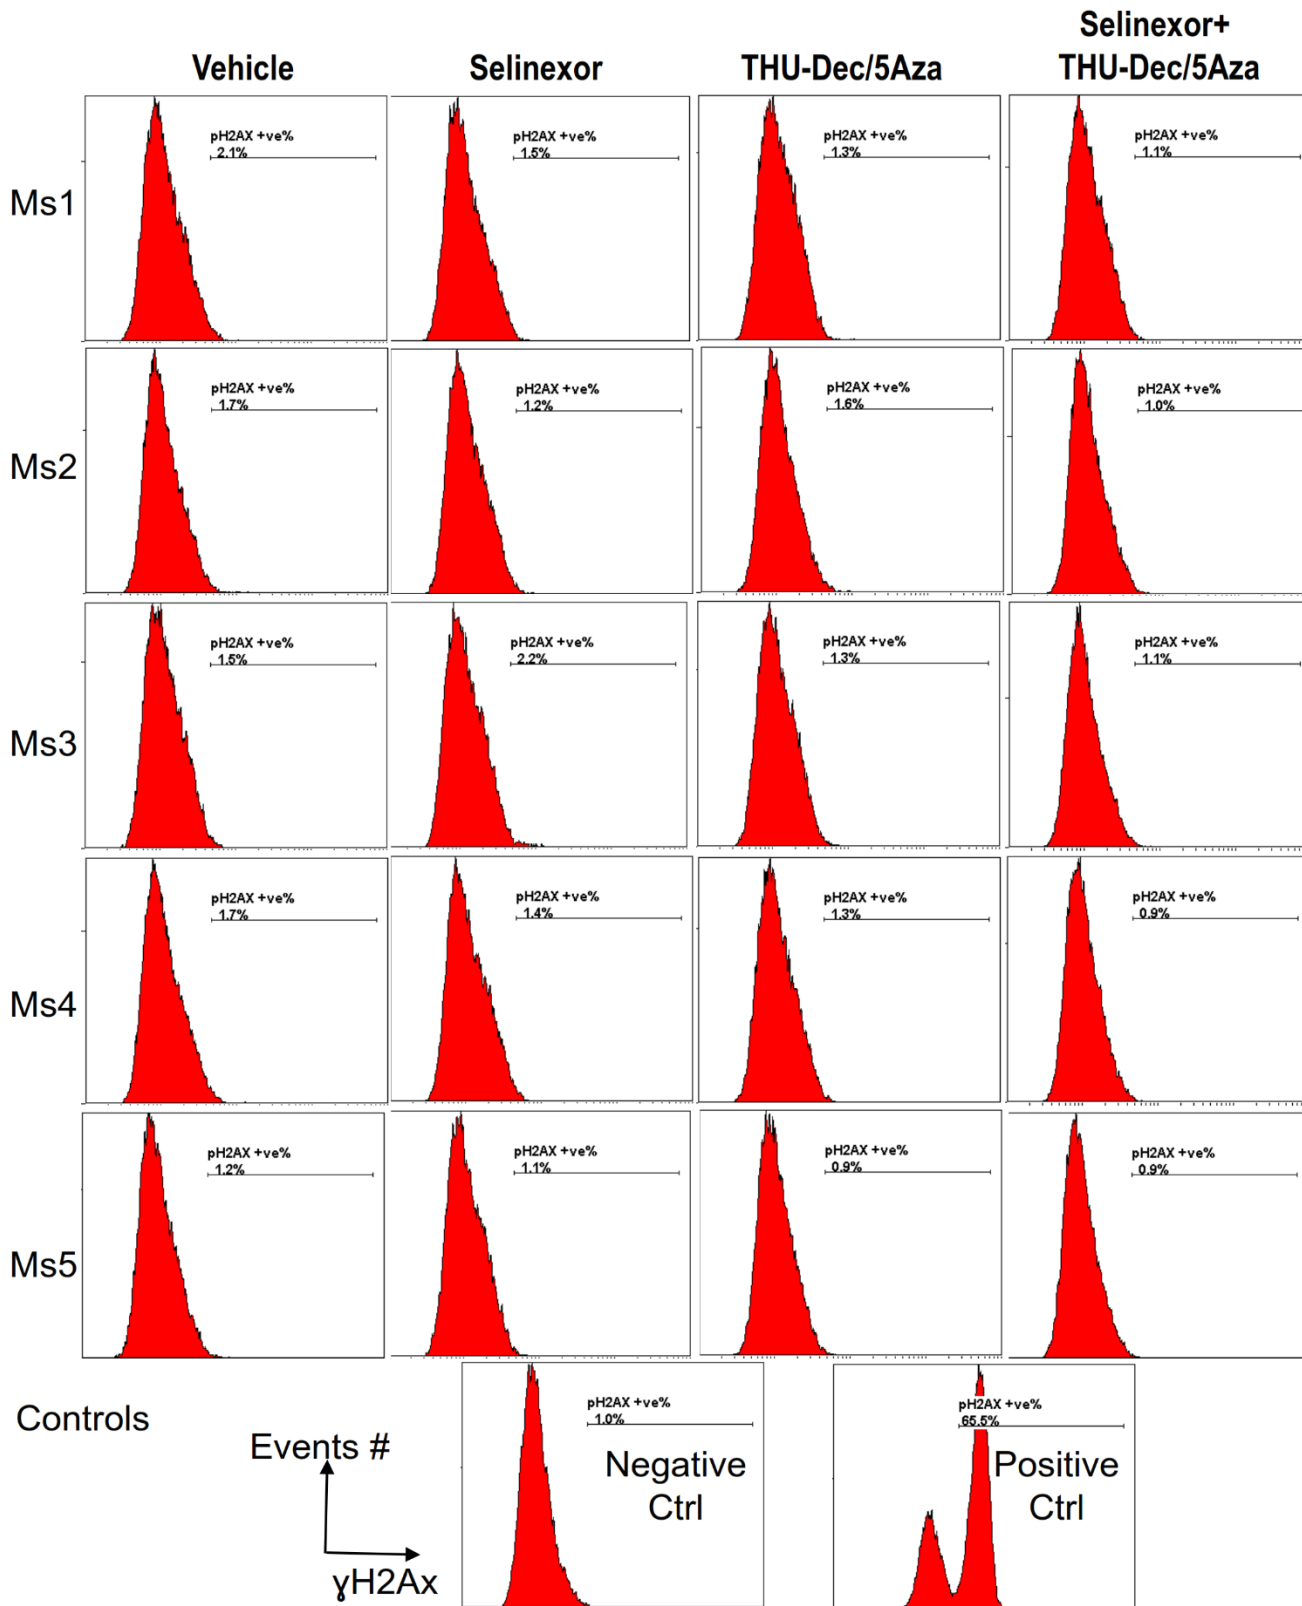 Vehicle
Selinexor
THU-Dec/5Aza
Selinexor+
THU-Dec/5Aza
Ms1
pH2AX +ve%
2.1%
pH2AX +ve%
1.5%
pH2AX +ve%
1.3%
pH2AX +ve%
1.1%
Ms2
pH2AX +ve%
1.7%
pH2AX +ve%
1.2%
pH2AX +ve%
1.6%
pH2AX +ve%
1.0%
Ms3
pH2AX +ve%
1.5%
pH2AX +ve%
2.2%
pH2AX +ve%
1.3%
pH2AX +ve%
1.1%
Ms4
pH2AX +ve%
1.7%
pH2AX +ve%
1.4%
pH2AX +ve%
1.3%
pH2AX +ve%
0.9%
Ms5
pH2AX +ve%
1.2%
pH2AX +ve%
1.1%
pH2AX +ve%
0.9%
pH2AX +ve%
0.9%
Controls
Events #
ɣH2Ax
pH2AX +ve%
1.0%
Negative
Ctrl
pH2AX +ve%
65.5%
Positive
Ctrl